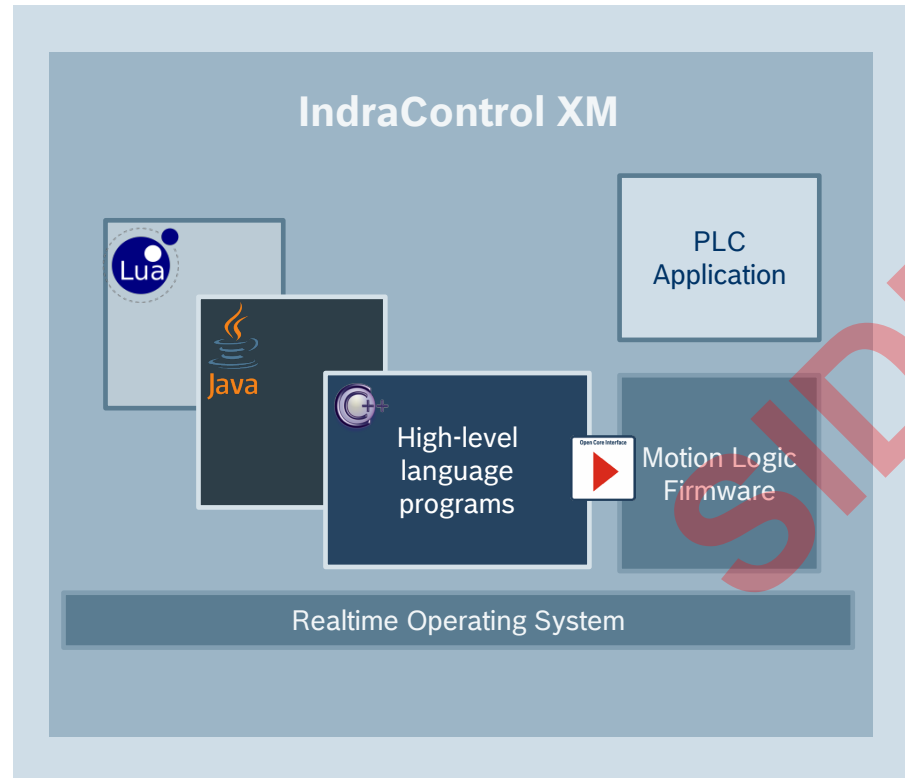 IndraControl XM
Lua
Java
C++
High-level
language
programs
Open Core Interface
PLC
Application
Motion Logic
Firmware
Realtime Operating System